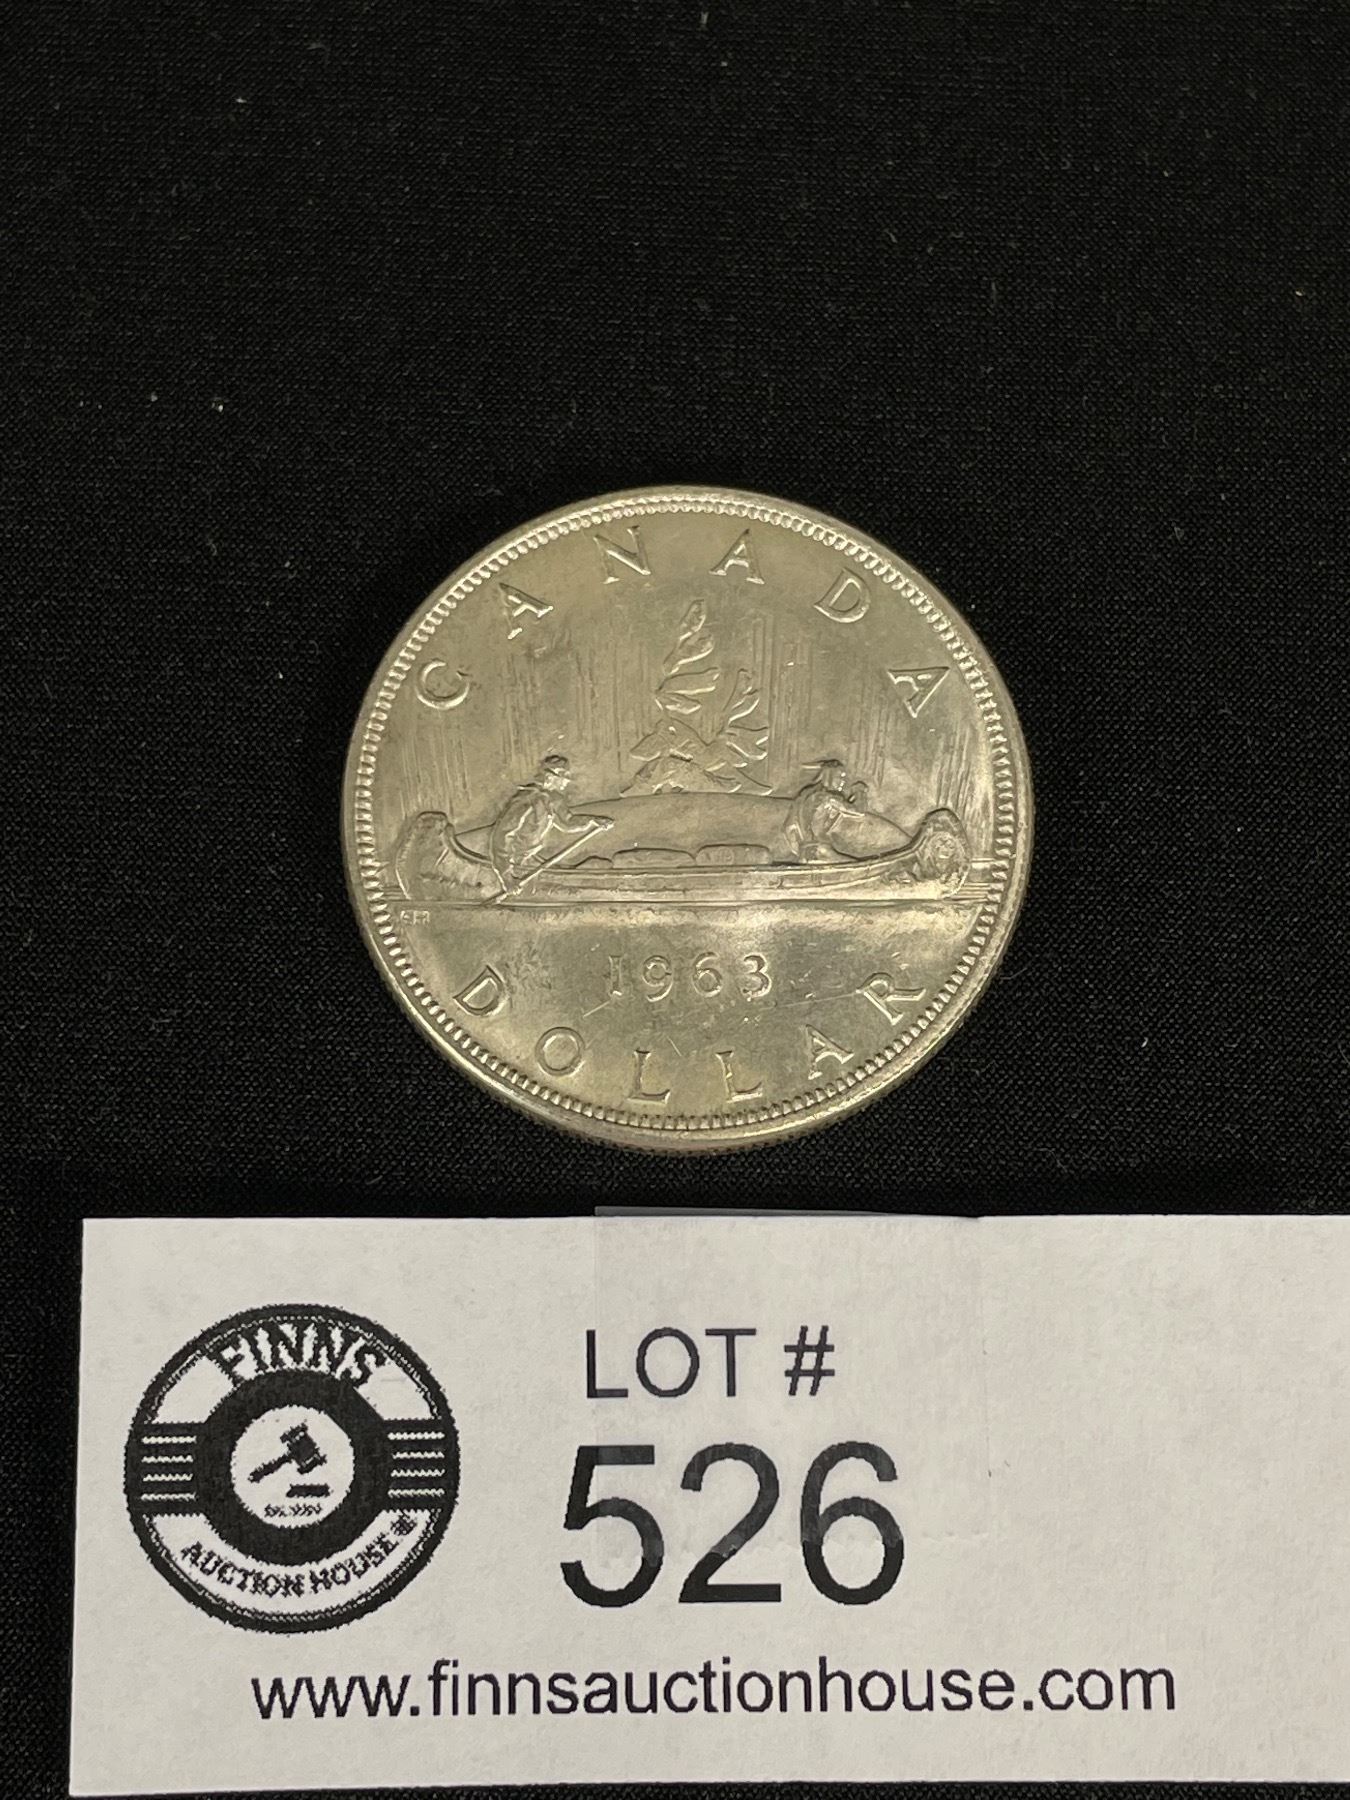 CANADA
1963
DOLLAR
FINNS
AUCTION HOUSE
LOT #
526
www.finnsauctionhouse.com